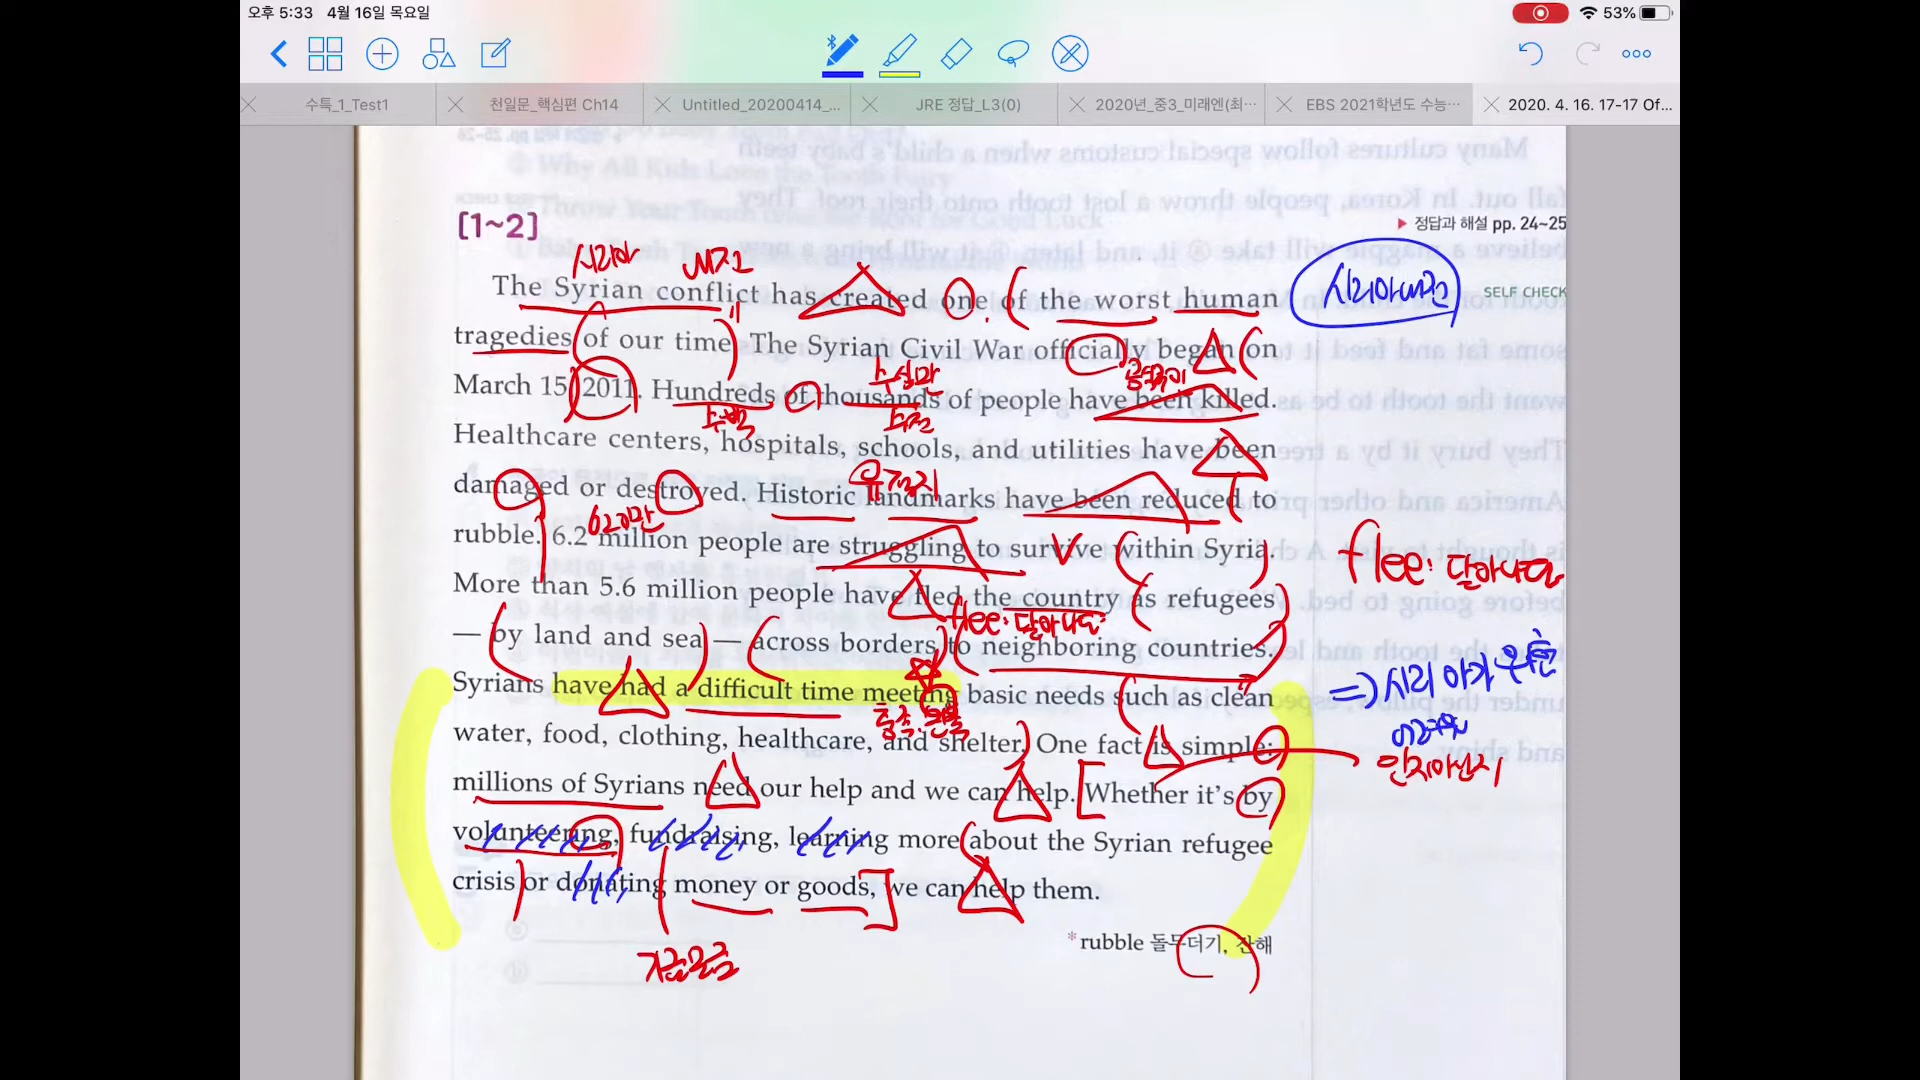 오후 5:33 4월 16일 목요일
53%
수특_1_Test1
천일문_핵심편 Ch14
Untitled_20200414_...
JRE 정답_L3(0)
2020년_중3_미래엔(최...
EBS 2021학년도 수능...
2020. 4. 16. 17-17 Of...
[1~2]
정답과 해설 pp. 24~25
시리아 내전
시리아 내전
SELF CHECK
The Syrian conflict has created one of the worst human
tragedies of our time. The Syrian Civil War officially began on
수십만
공식적이
March 15, 2011. Hundreds of thousands of people have been killed.
수백
수천
Healthcare centers, hospitals, schools, and utilities have been
유적지
damaged or destroyed. Historic landmarks have been reduced to
620만
rubble. 6.2 million people are struggling to survive within Syria.
flee: 달아나다
More than 5.6 million people have fled the country as refugees
flee: 달아나다
— by land and sea — across borders to neighboring countries.
Syrians have had a difficult time meeting basic needs such as clean
충족
water, food, clothing, healthcare, and shelter. One fact is simple:
millions of Syrians need our help and we can help. Whether it's by
volunteering, fundraising, learning more about the Syrian refugee
crisis or donating money or goods, we can help them.
기금모금
*rubble 돌무더기, 잔해